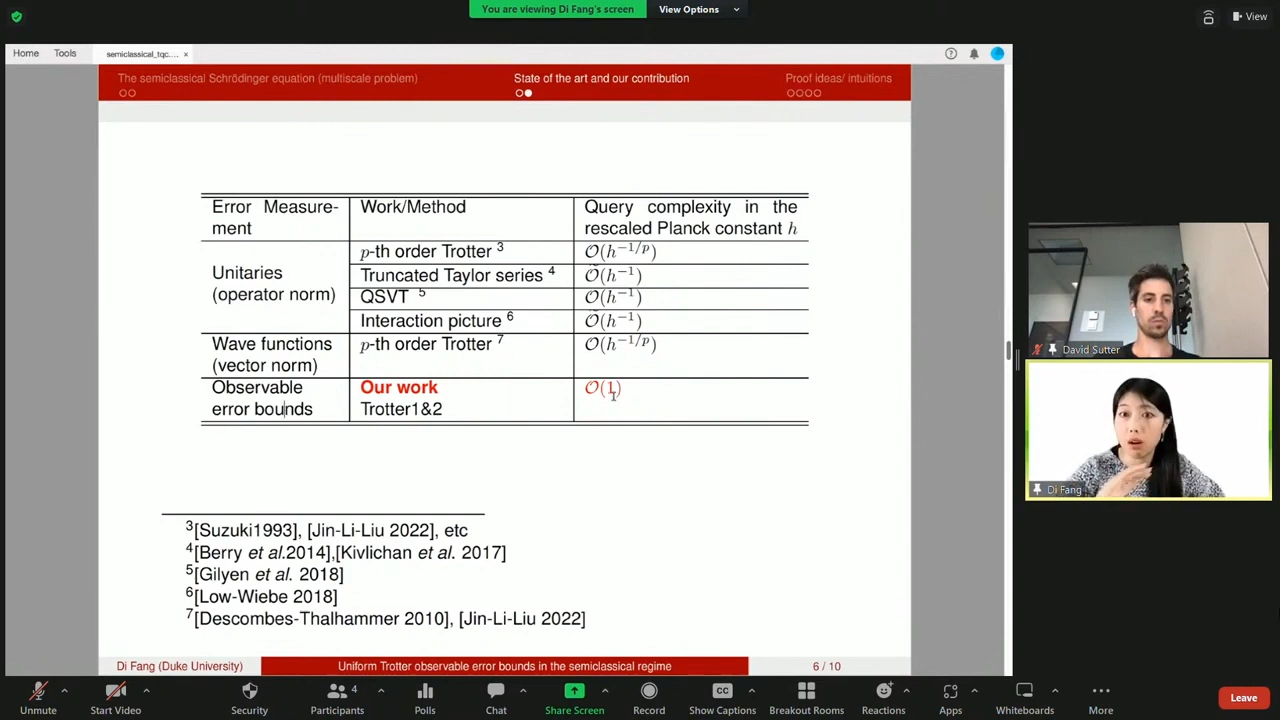 You are viewing Di Fang's screen
View Options
View
Home
Tools
semiclassical_tqc.... ×
The semiclassical Schrödinger equation (multiscale problem)
State of the art and our contribution
Proof ideas/ intuitions
Error Measure-
ment
Work/Method
Query complexity in the
rescaled Planck constant h
Unitaries
(operator norm)
p-th order Trotter 3
O(h^{-1/p})
Truncated Taylor series 4
Õ(h^{-1})
QSVT 5
O(h^{-1})
Interaction picture 6
Õ(h^{-1})
Wave functions
(vector norm)
p-th order Trotter 7
O(h^{-1/p})
Observable
error bounds
Our work
Trotter1&2
O(1)
3[Suzuki1993], [Jin-Li-Liu 2022], etc
4[Berry et al.2014],[Kivlichan et al. 2017]
5[Gilyen et al. 2018]
6[Low-Wiebe 2018]
7[Descombes-Thalhammer 2010], [Jin-Li-Liu 2022]
Di Fang (Duke University)
Uniform Trotter observable error bounds in the semiclassical regime
6 / 10
David Sutter
Di Fang
Unmute
Start Video
Security
4
Participants
Polls
Chat
Share Screen
Record
CC
Show Captions
Breakout Rooms
Reactions
Apps
Whiteboards
More
Leave